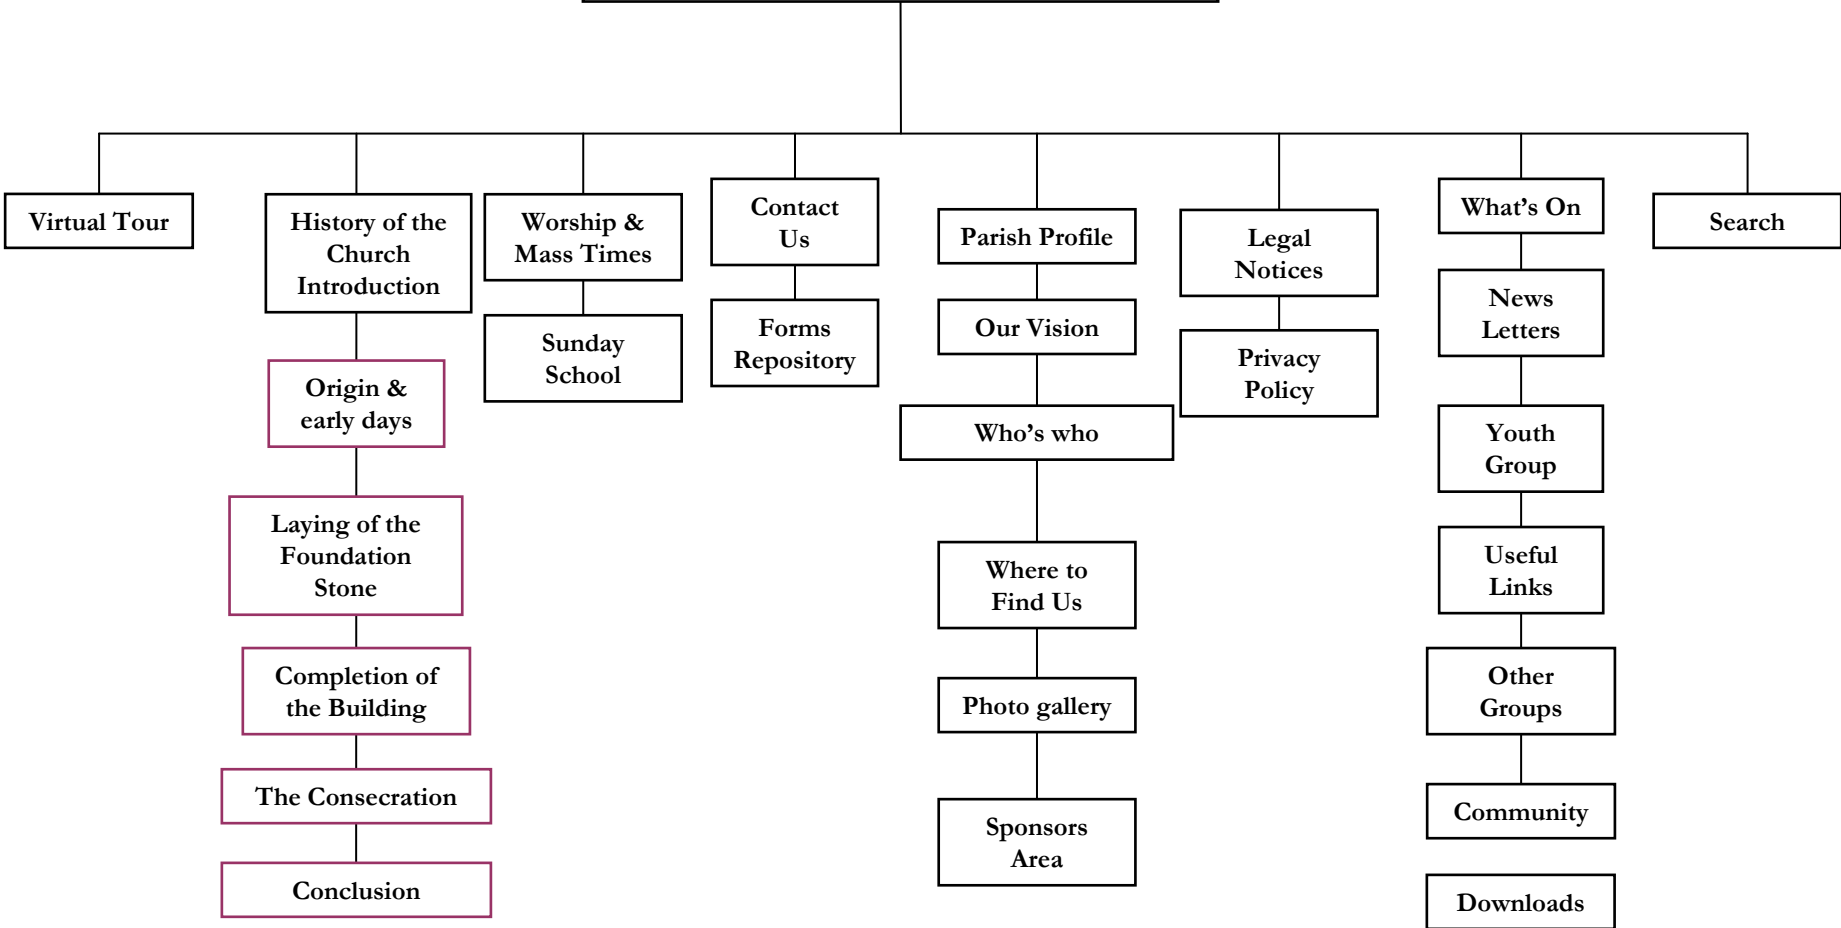 Virtual Tour
History of the
Church
Introduction
Origin &
early days
Laying of the
Foundation
Stone
Completion of
the Building
The Consecration
Conclusion
Worship &
Mass Times
Sunday
School
Contact
Us
Forms
Repository
Parish Profile
Our Vision
Who’s who
Where to
Find Us
Photo gallery
Sponsors
Area
Legal
Notices
Privacy
Policy
What’s On
News
Letters
Youth
Group
Useful
Links
Other
Groups
Community
Downloads
Search